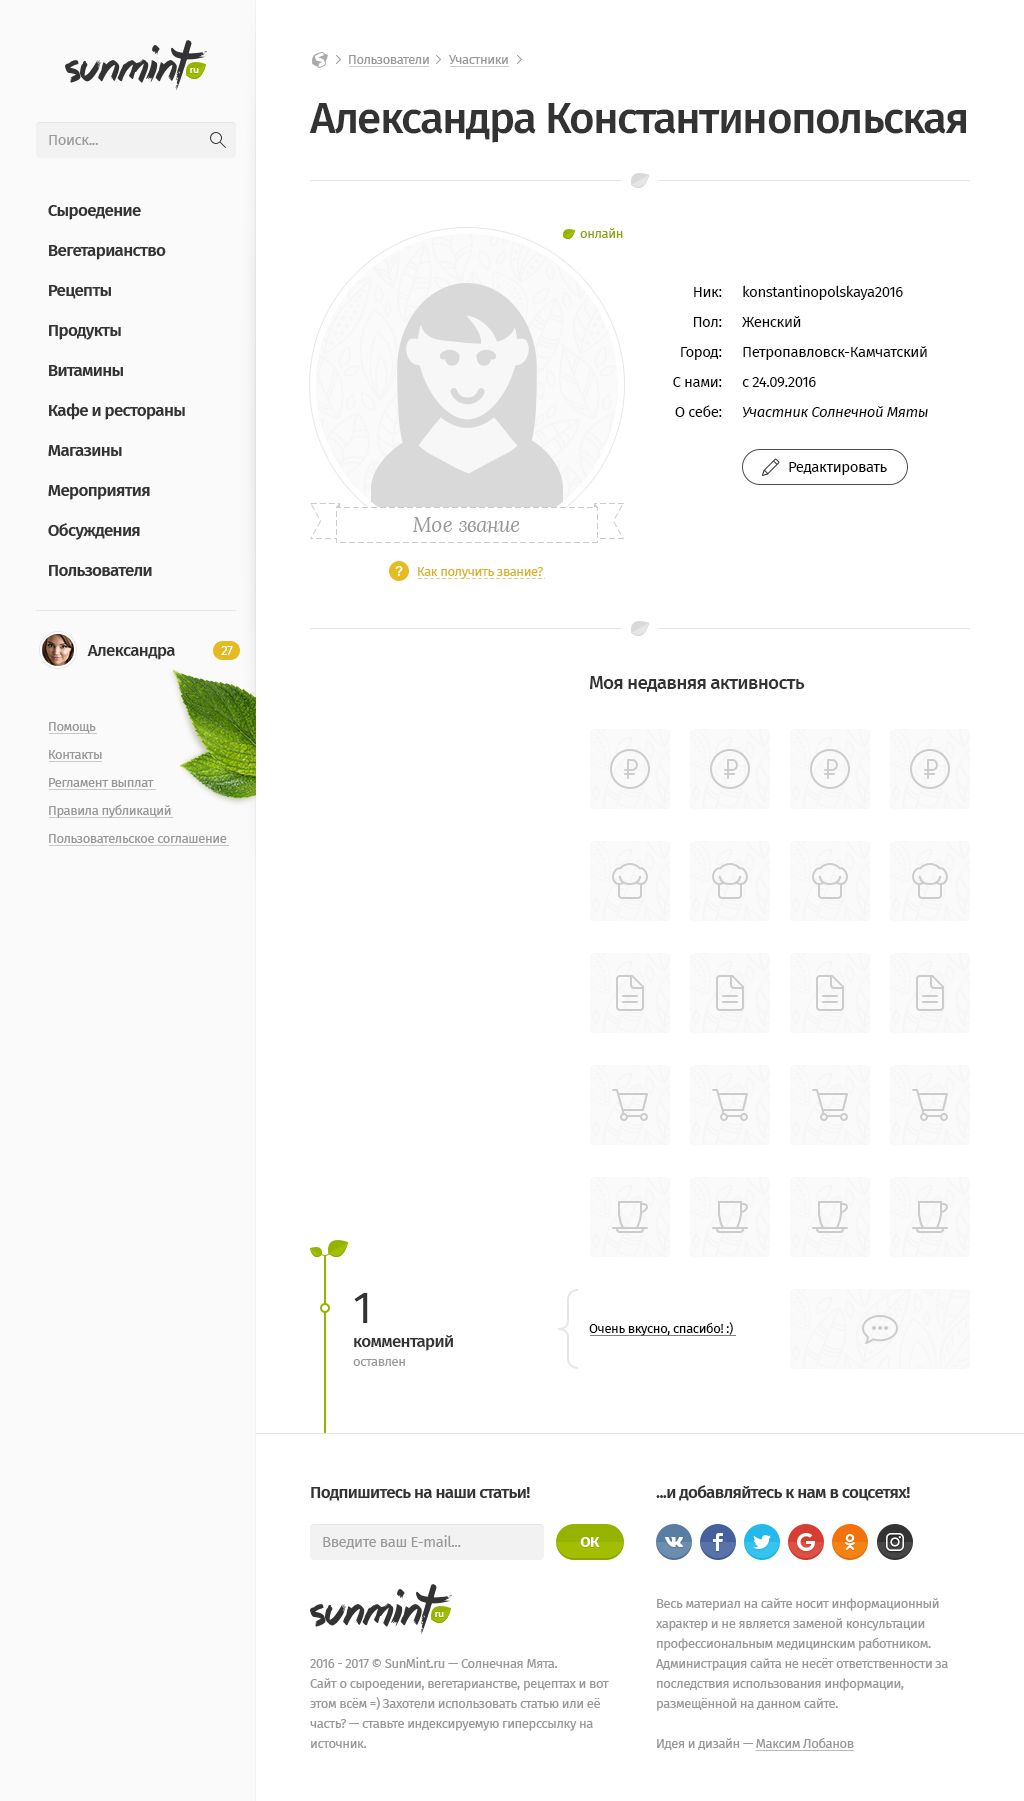 sunmint ru
Поиск...
Сыроедение
Вегетарианство
Рецепты
Продукты
Витамины
Кафе и рестораны
Магазины
Мероприятия
Обсуждения
Пользователи
Александра 27
Помощь
Контакты
Регламент выплат
Правила публикаций
Пользовательское соглашение
Пользователи Участники
Александра Константинопольская
онлайн
Мое звание
? Как получить звание?
Ник: konstantinopolskaya2016
Пол: Женский
Город: Петропавловск-Камчатский
С нами: с 24.09.2016
О себе: Участник Солнечной Мяты
Редактировать
Моя недавняя активность
1
комментарий
оставлен
Очень вкусно, спасибо! :)
Подпишитесь на наши статьи!
Введите ваш E-mail... ОК
sunmint ru
2016 - 2017 © SunMint.ru — Солнечная Мята.
Сайт о сыроедении, вегетарианстве, рецептах и вот
этом всём =) Захотели использовать статью или её
часть? — ставьте индексируемую гиперссылку на
источник.
...и добавляйтесь к нам в соцсетях!
Весь материал на сайте носит информационный
характер и не является заменой консультации
профессиональным медицинским работником.
Администрация сайта не несёт ответственности за
последствия использования информации,
размещённой на данном сайте.
Идея и дизайн — Максим Лобанов